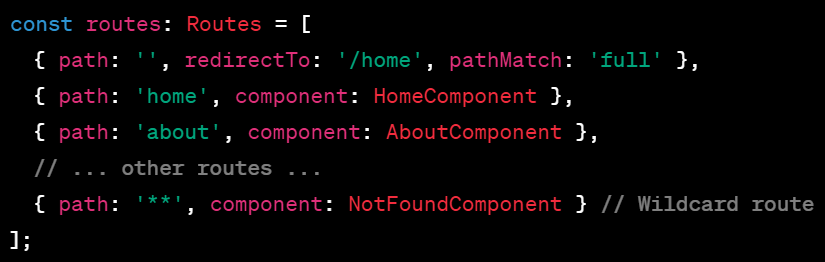 const routes: Routes = [
  { path: '', redirectTo: '/home', pathMatch: 'full' },
  { path: 'home', component: HomeComponent },
  { path: 'about', component: AboutComponent },
  // ... other routes ...
  { path: '**', component: NotFoundComponent } // Wildcard route
];